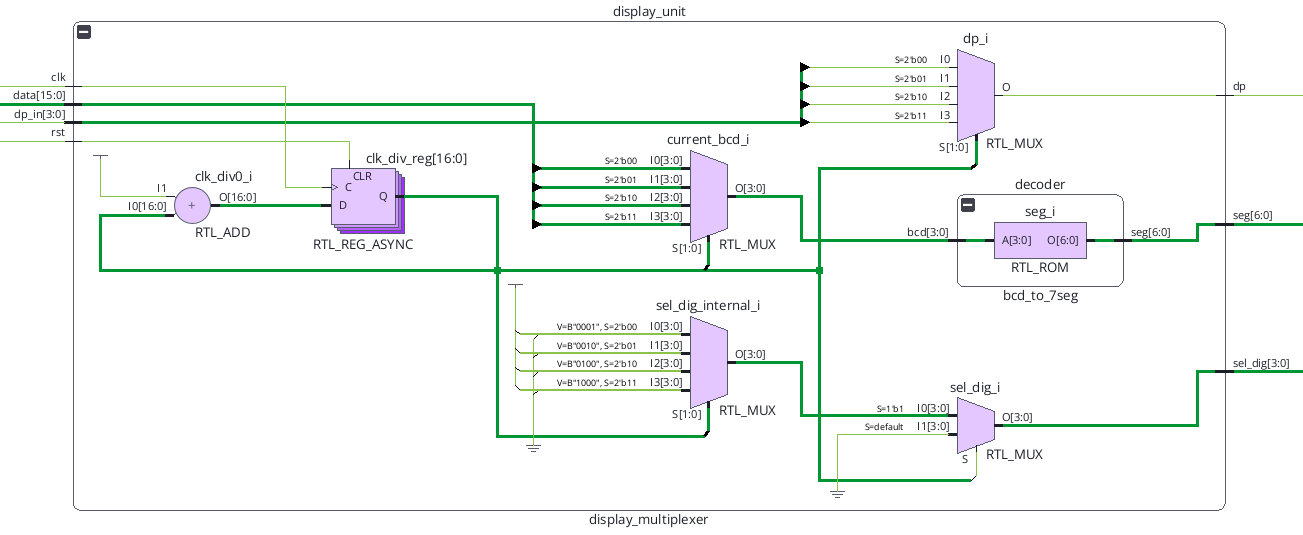 display_unit
clk
data[15:0]
dp_in[3:0]
rst
dp_i
S=2'b00 I0
S=2'b01 I1
S=2'b10 I2
S=2'b11 I3
O
S[1:0]
RTL_MUX
dp
clk_div0_i
I1
I0[16:0]
+
O[16:0]
RTL_ADD
clk_div_reg[16:0]
CLR
> C
D
Q
RTL_REG_ASYNC
current_bcd_i
S=2'b00 I0[3:0]
S=2'b01 I1[3:0]
S=2'b10 I2[3:0]
S=2'b11 I3[3:0]
O[3:0]
S[1:0]
RTL_MUX
decoder
seg_i
bcd[3:0]
A[3:0] O[6:0]
RTL_ROM
seg[6:0]
bcd_to_7seg
seg[6:0]
sel_dig_internal_i
V=B"0001", S=2'b00 I0[3:0]
V=B"0010", S=2'b01 I1[3:0]
V=B"0100", S=2'b10 I2[3:0]
V=B"1000", S=2'b11 I3[3:0]
O[3:0]
S[1:0]
RTL_MUX
sel_dig_i
S=1'b1 I0[3:0]
S=default I1[3:0]
O[3:0]
S
RTL_MUX
sel_dig[3:0]
display_multiplexer